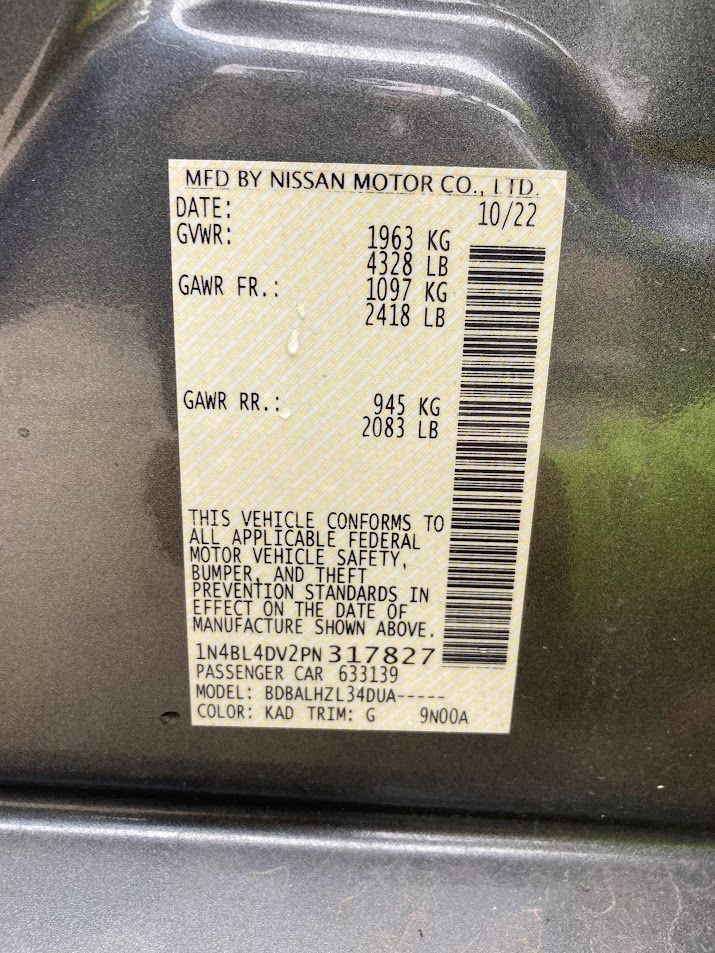 MFD BY NISSAN MOTOR CO., LTD.
DATE: 10/22
GVWR: 1963 KG
4328 LB
GAWR FR.: 1097 KG
2418 LB
GAWR RR.: 945 KG
2083 LB
THIS VEHICLE CONFORMS TO
ALL APPLICABLE FEDERAL
MOTOR VEHICLE SAFETY,
BUMPER, AND THEFT
PREVENTION STANDARDS IN
EFFECT ON THE DATE OF
MANUFACTURE SHOWN ABOVE.
1N4BL4DV2PN317827
PASSENGER CAR 633139
MODEL: BDBALHZL34DUA-----
COLOR: KAD TRIM: G 9N00A